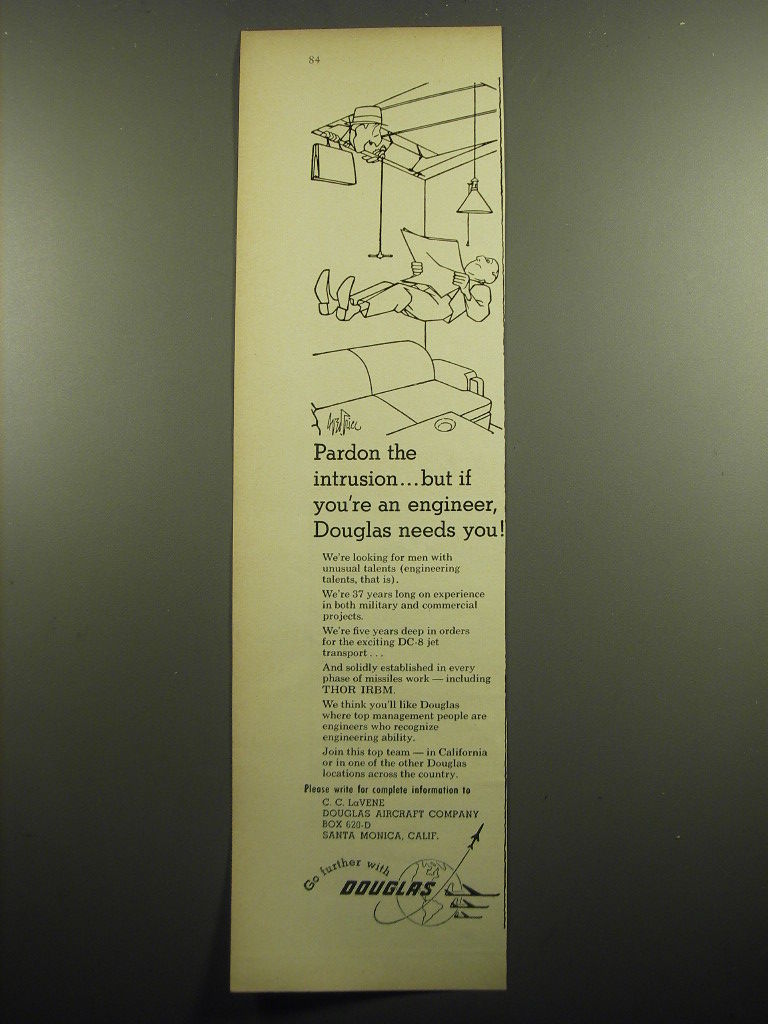 84
Pardon the
intrusion...but if
you're an engineer,
Douglas needs you!
We're looking for men with
unusual talents (engineering
talents, that is).
We're 37 years long on experience
in both military and commercial
projects.
We're five years deep in orders
for the exciting DC-8 jet
transport...
And solidly established in every
phase of missiles work — including
THOR IRBM.
We think you'll like Douglas
where top management people are
engineers who recognize
engineering ability.
Join this top team — in California
or in one of the other Douglas
locations across the country.
Please write for complete information to
C. C. LaVENE
DOUGLAS AIRCRAFT COMPANY
BOX 620-D
SANTA MONICA, CALIF.
Go further with
DOUGLAS